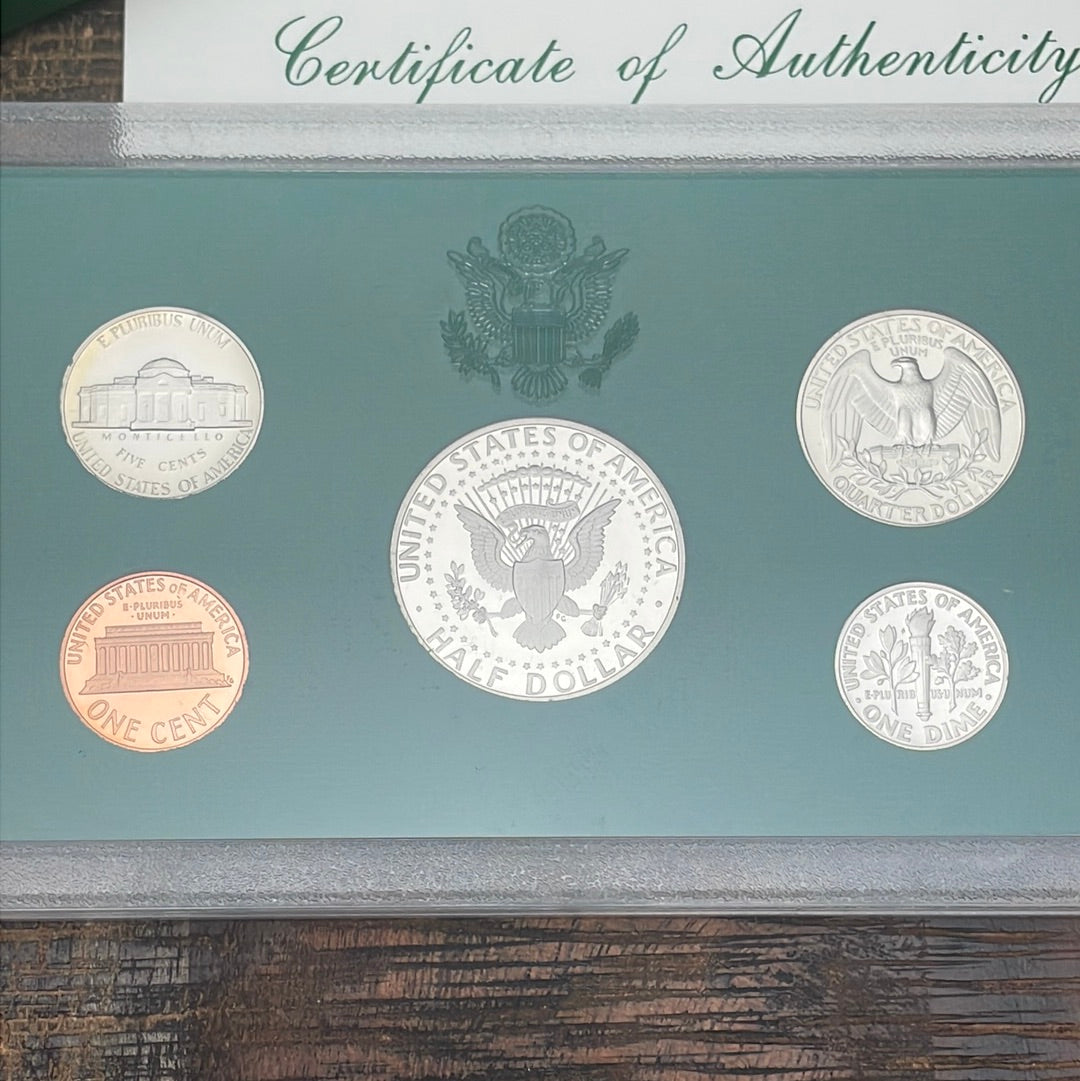 Certificate of Authenticity
E PLURIBUS UNUM
MONTICELLO
FIVE CENTS
UNITED STATES OF AMERICA
UNITED STATES OF AMERICA
E PLURIBUS
UNUM
QUARTER DOLLAR
UNITED STATES OF AMERICA
HALF DOLLAR
FG
UNITED STATES of AMERICA
E·PLURIBUS
·UNUM·
ONE CENT
UNITED STATES OF AMERICA
E·PLURIBUS·UNUM
· ONE DIME ·